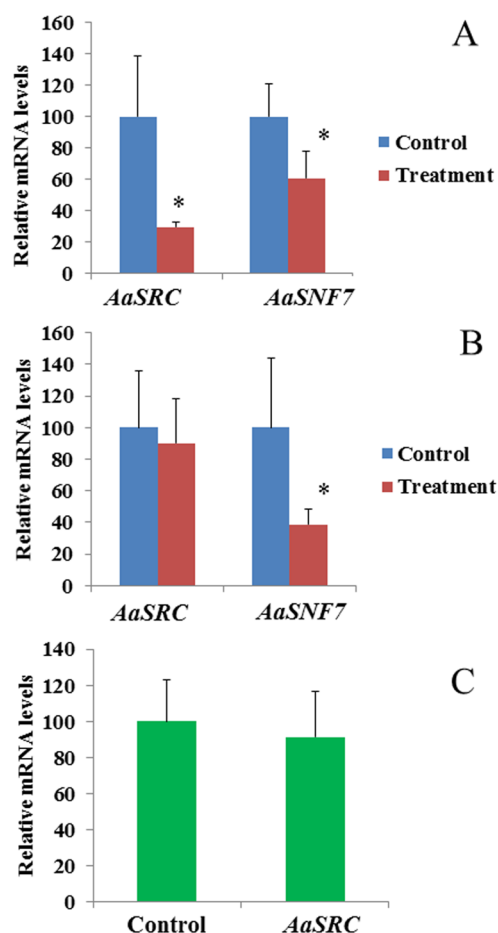 A
Relative mRNA levels
160
140
120
100
80
60
40
20
0
*
*
Control
Treatment
AaSRC AaSNF7
B
Relative mRNA levels
160
140
120
100
80
60
40
20
0
*
Control
Treatment
AaSRC AaSNF7
C
Relative mRNA levels
140
120
100
80
60
40
20
0
Control AaSRC